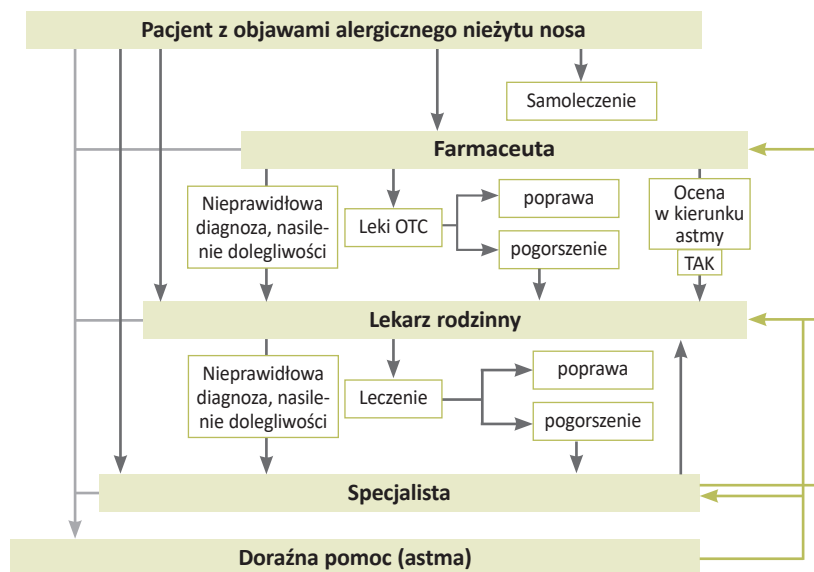 Pacjent z objawami alergicznego nieżytu nosa
Samoleczenie
Farmaceuta
Nieprawidłowa
diagnoza, nasile-
nie dolegliwości
Leki OTC
poprawa
pogorszenie
Ocena
w kierunku
astmy
TAK
Lekarz rodzinny
Nieprawidłowa
diagnoza, nasile-
nie dolegliwości
Leczenie
poprawa
pogorszenie
Specjalista
Doraźna pomoc (astma)